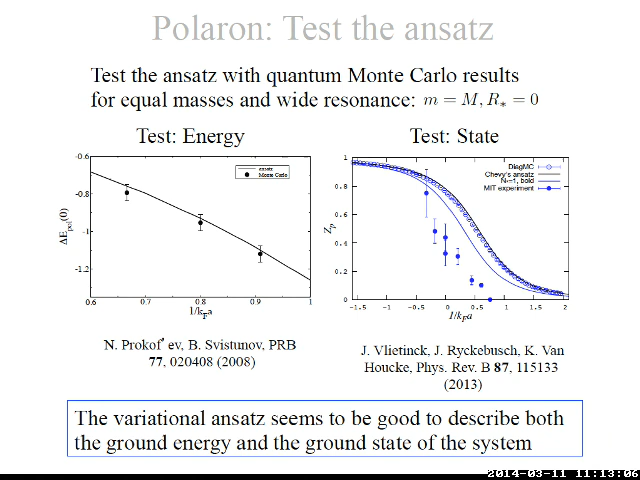 Polaron: Test the ansatz
Test the ansatz with quantum Monte Carlo results
for equal masses and wide resonance: m = M, R* = 0
Test: Energy
Test: State
-0.6
-0.8
-1
-1.2
ΔE_pol(0)
ansatz
Monte Carlo
0.6 0.7 0.8 0.9 1
1/k_F a
1
0.8
0.6
0.4
0.2
0
Z_p
DiagMC
Chevy's ansatz
N=1, bold
MIT experiment
-1.5 -1 -0.5 0 0.5 1 1.5 2
1/k_F a
N. Prokof'ev, B. Svistunov, PRB
77, 020408 (2008)
J. Vlietinck, J. Ryckebusch, K. Van
Houcke, Phys. Rev. B 87, 115133
(2013)
The variational ansatz seems to be good to describe both
the ground energy and the ground state of the system
2014-03-11 11:13:06